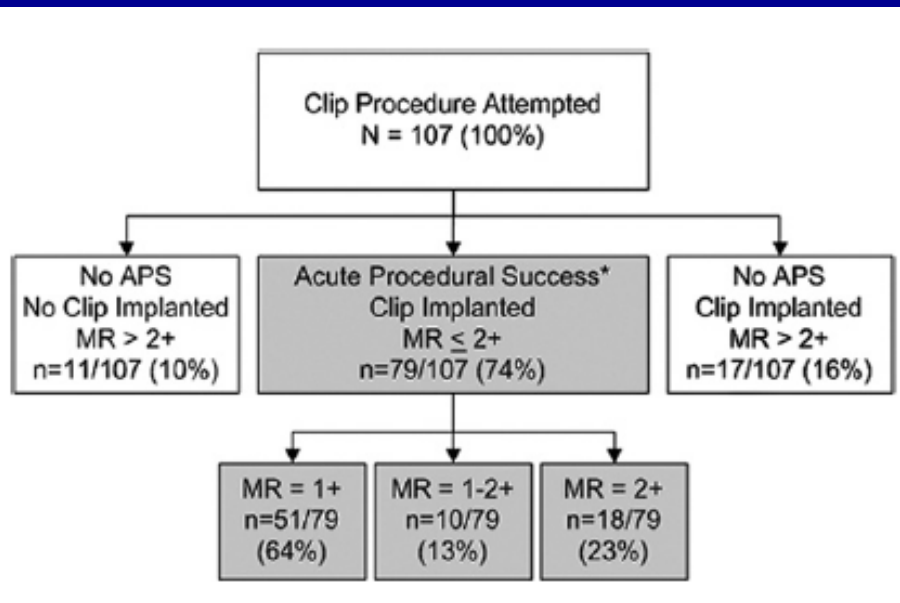 Clip Procedure Attempted
N = 107 (100%)
No APS
No Clip Implanted
MR > 2+
n=11/107 (10%)
Acute Procedural Success*
Clip Implanted
MR ≤ 2+
n=79/107 (74%)
No APS
Clip Implanted
MR > 2+
n=17/107 (16%)
MR = 1+
n=51/79
(64%)
MR = 1-2+
n=10/79
(13%)
MR = 2+
n=18/79
(23%)